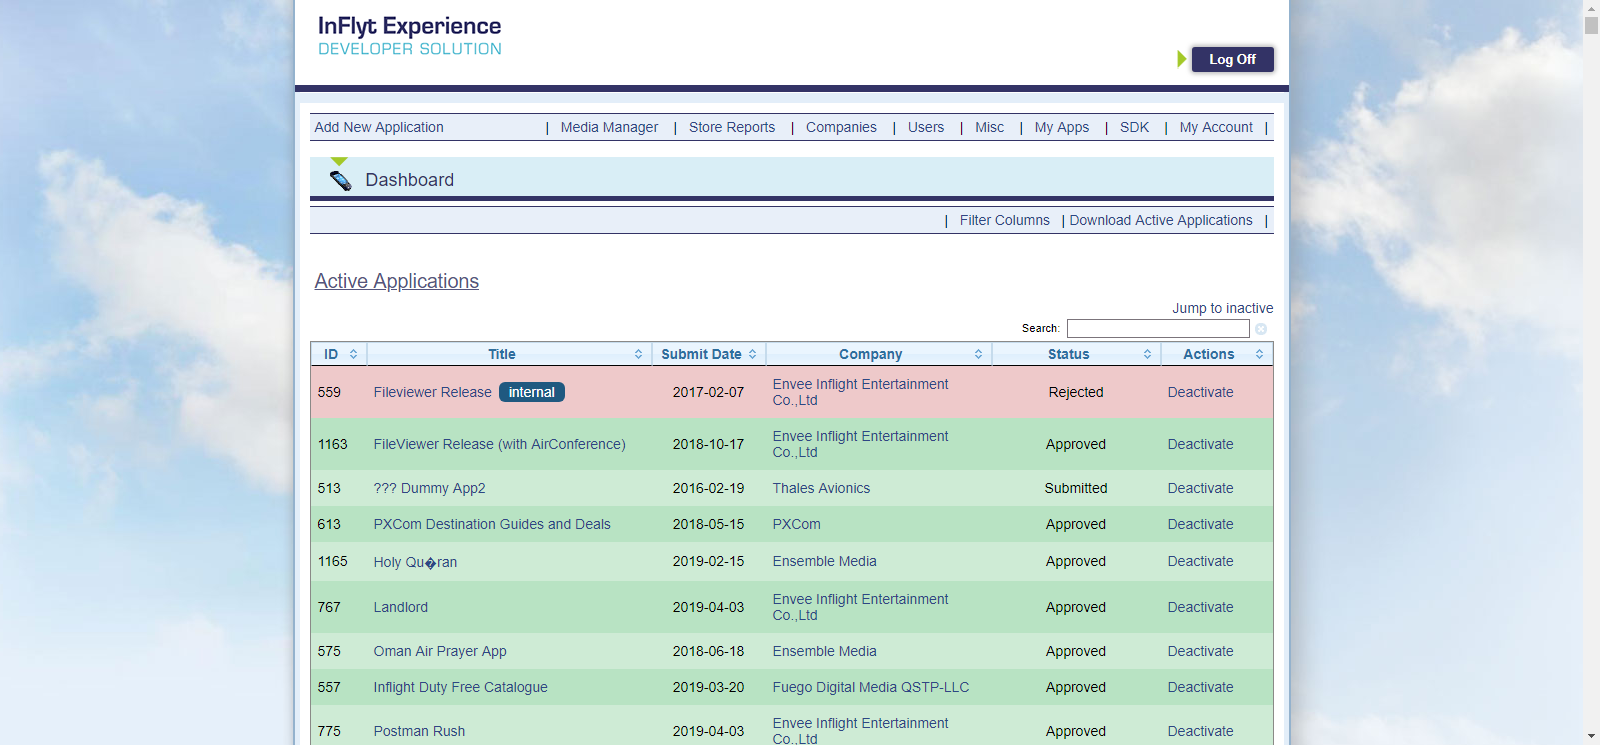 InFlyt Experience
DEVELOPER SOLUTION
Log Off
Add New Application | Media Manager | Store Reports | Companies | Users | Misc | My Apps | SDK | My Account |
Dashboard
| Filter Columns | Download Active Applications |
Active Applications
Jump to inactive
Search:
ID Title Submit Date Company Status Actions
559 Fileviewer Release internal 2017-02-07 Envee Inflight Entertainment Co.,Ltd Rejected Deactivate
1163 FileViewer Release (with AirConference) 2018-10-17 Envee Inflight Entertainment Co.,Ltd Approved Deactivate
513 ??? Dummy App2 2016-02-19 Thales Avionics Submitted Deactivate
613 PXCom Destination Guides and Deals 2018-05-15 PXCom Approved Deactivate
1165 Holy Qu�ran 2019-02-15 Ensemble Media Approved Deactivate
767 Landlord 2019-04-03 Envee Inflight Entertainment Co.,Ltd Approved Deactivate
575 Oman Air Prayer App 2018-06-18 Ensemble Media Approved Deactivate
557 Inflight Duty Free Catalogue 2019-03-20 Fuego Digital Media QSTP-LLC Approved Deactivate
775 Postman Rush 2019-04-03 Envee Inflight Entertainment Co.,Ltd Approved Deactivate